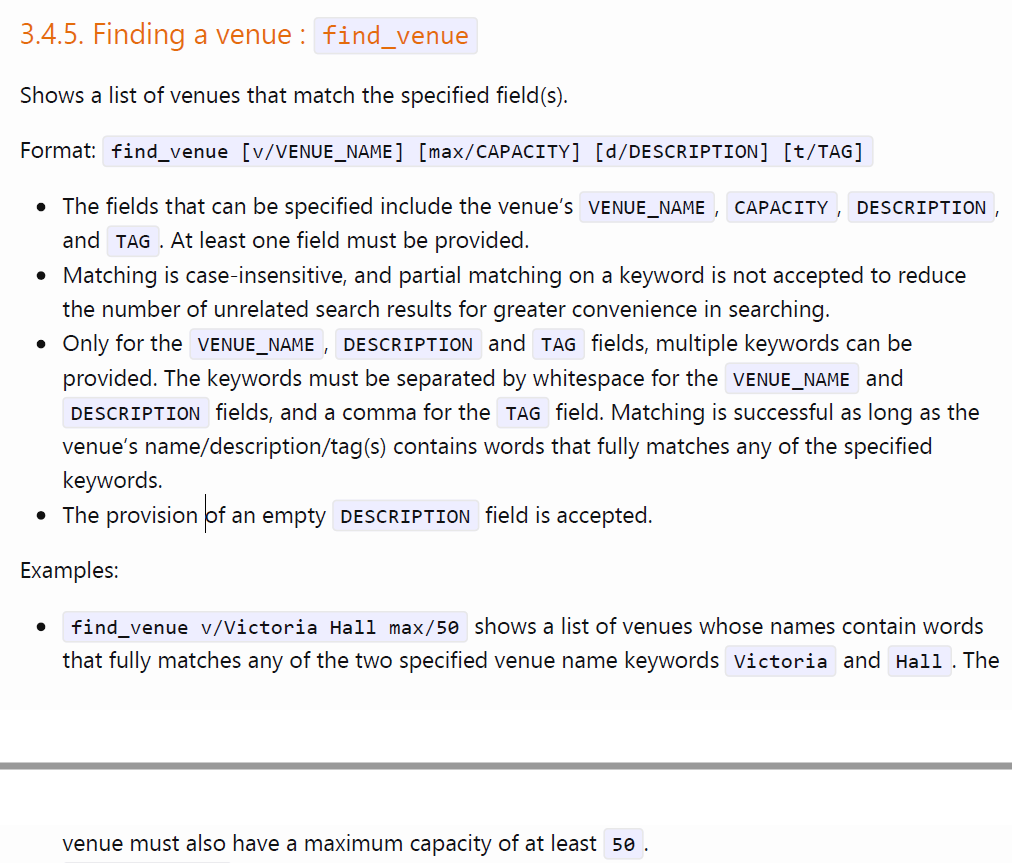 3.4.5. Finding a venue : find_venue
Shows a list of venues that match the specified field(s).
Format: find_venue [v/VENUE_NAME] [max/CAPACITY] [d/DESCRIPTION] [t/TAG]
• The fields that can be specified include the venue's VENUE_NAME, CAPACITY, DESCRIPTION,
and TAG. At least one field must be provided.
• Matching is case-insensitive, and partial matching on a keyword is not accepted to reduce
the number of unrelated search results for greater convenience in searching.
• Only for the VENUE_NAME, DESCRIPTION and TAG fields, multiple keywords can be
provided. The keywords must be separated by whitespace for the VENUE_NAME and
DESCRIPTION fields, and a comma for the TAG field. Matching is successful as long as the
venue's name/description/tag(s) contains words that fully matches any of the specified
keywords.
• The provision of an empty DESCRIPTION field is accepted.
Examples:
• find_venue v/Victoria Hall max/50 shows a list of venues whose names contain words
that fully matches any of the two specified venue name keywords Victoria and Hall. The
venue must also have a maximum capacity of at least 50.